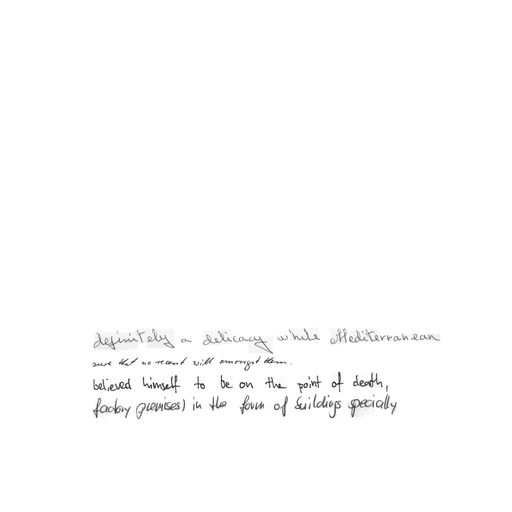 definitely a delicacy while Mediterranean
sure that no recent will amongst them.
believed himself to be on the point of death,
factory premises) in the form of buildings specially